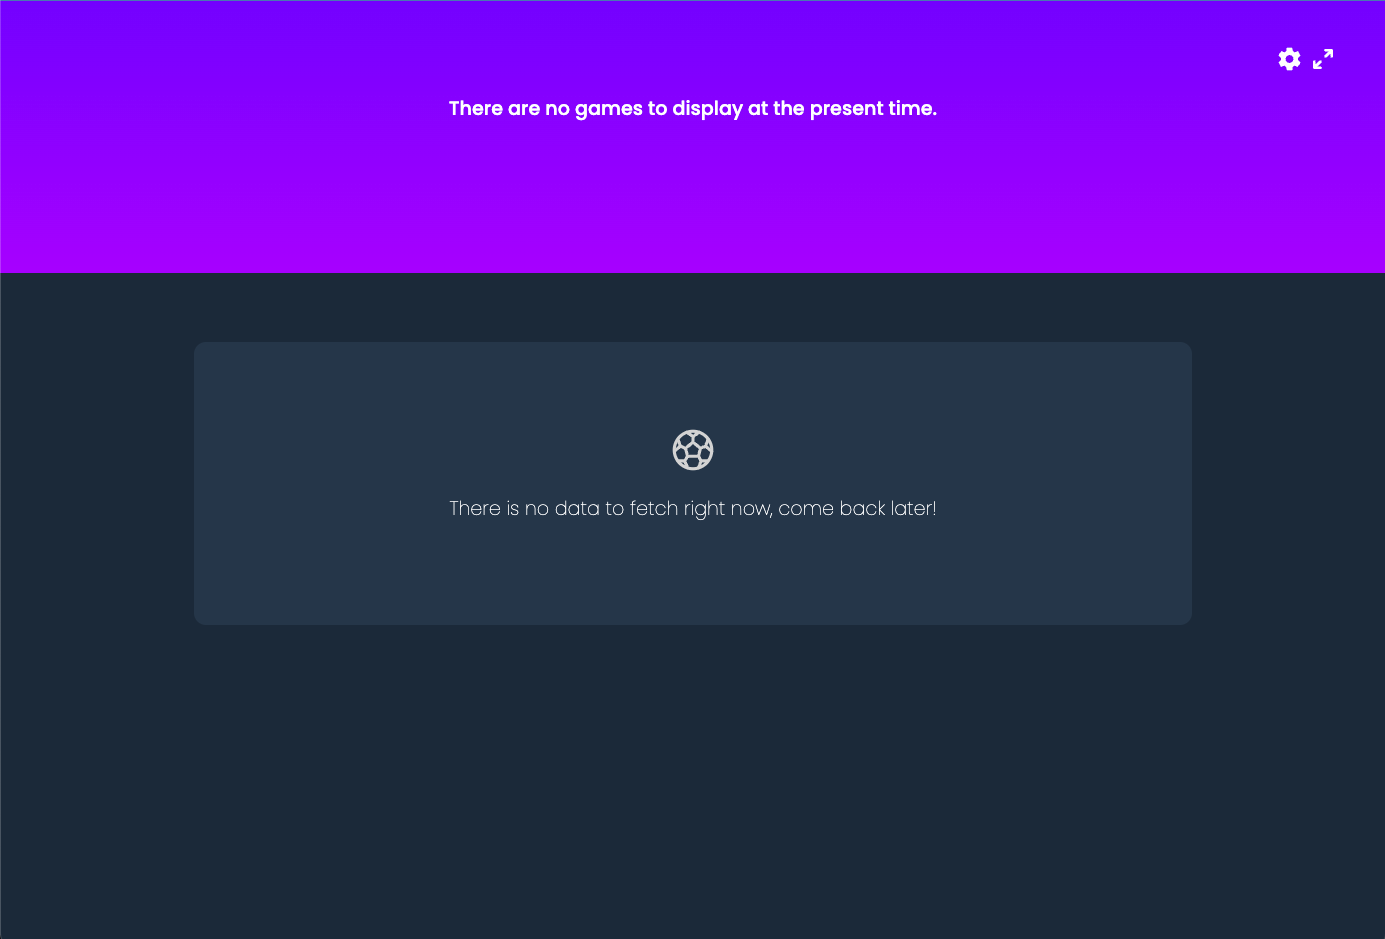 There are no games to display at the present time.
There is no data to fetch right now, come back later!